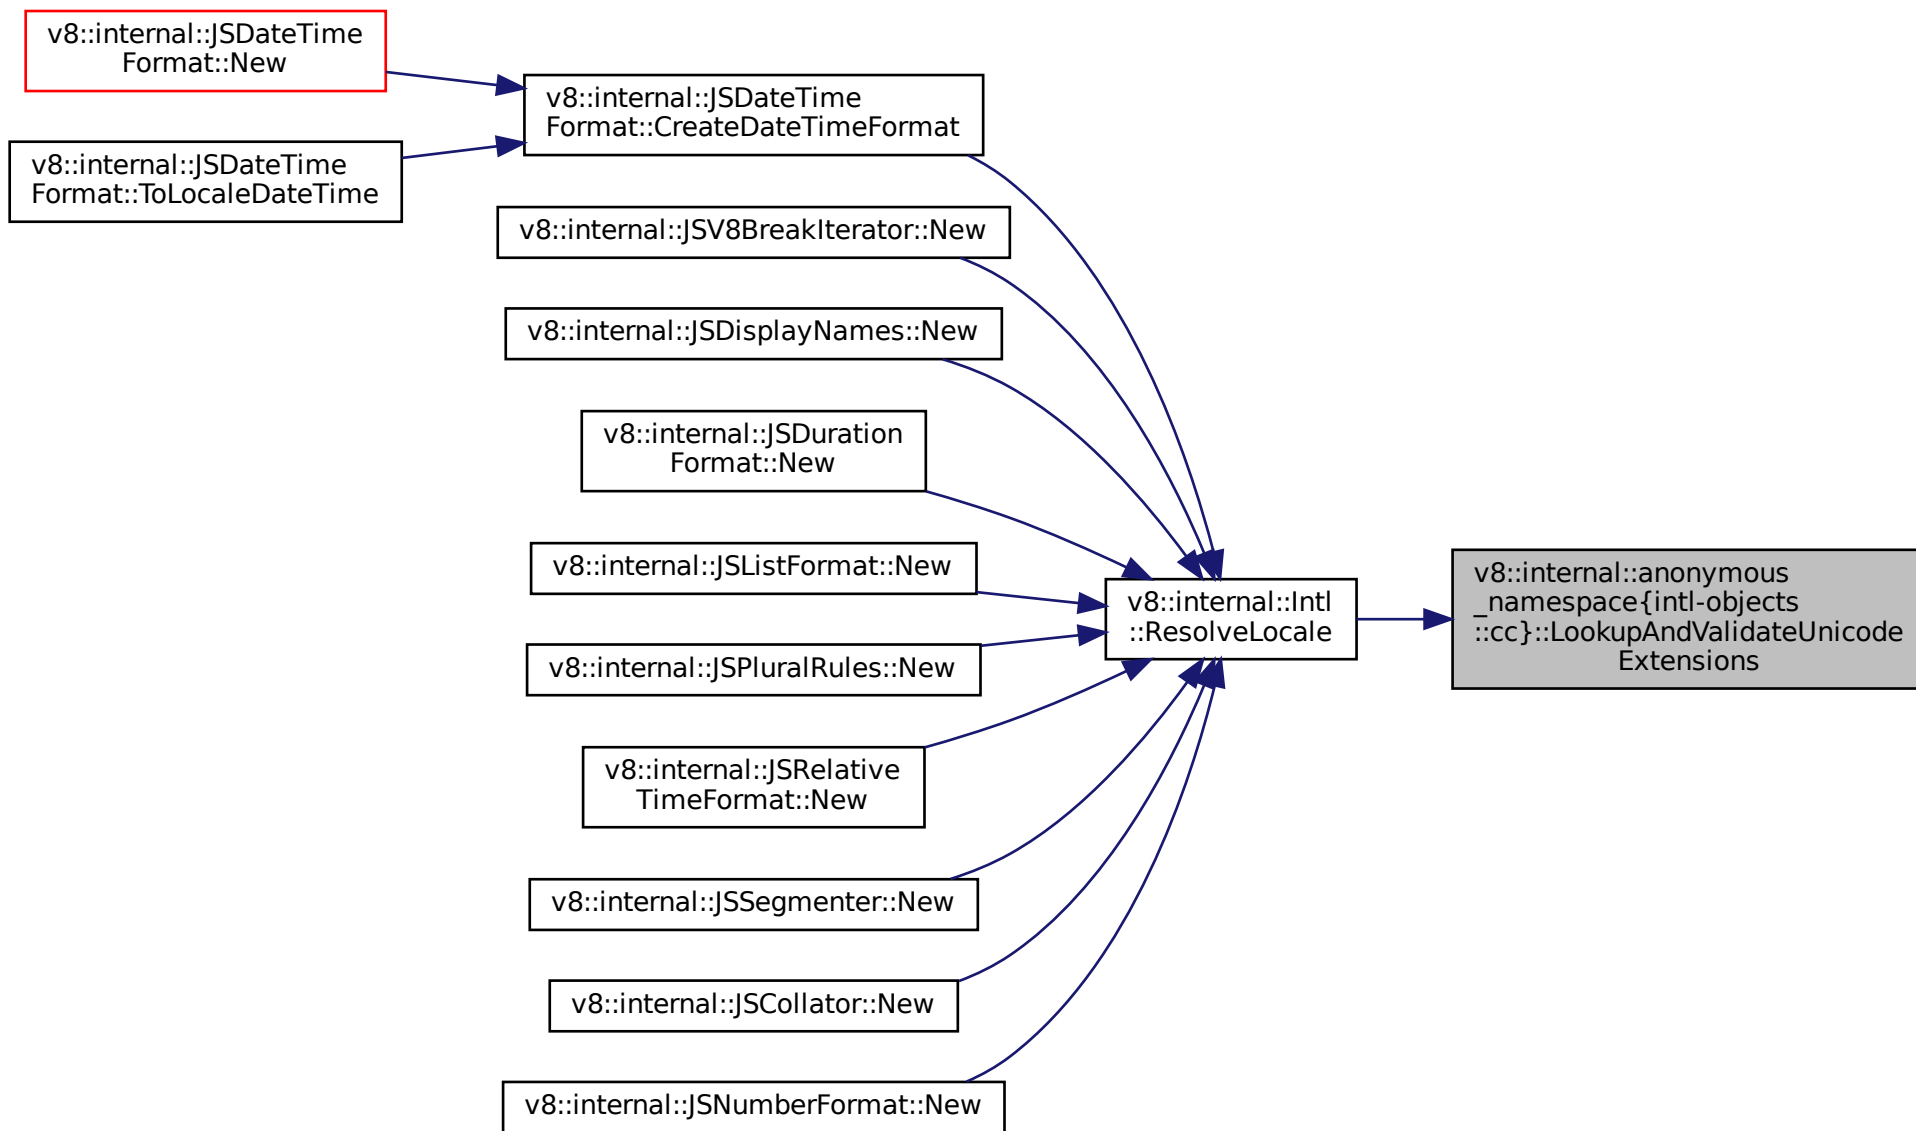 v8::internal::JSDateTime
Format::New
v8::internal::JSDateTime
Format::ToLocaleDateTime
v8::internal::JSDateTime
Format::CreateDateTimeFormat
v8::internal::JSV8BreakIterator::New
v8::internal::JSDisplayNames::New
v8::internal::JSDuration
Format::New
v8::internal::JSListFormat::New
v8::internal::JSPluralRules::New
v8::internal::JSRelative
TimeFormat::New
v8::internal::JSSegmenter::New
v8::internal::JSCollator::New
v8::internal::JSNumberFormat::New
v8::internal::Intl
::ResolveLocale
v8::internal::anonymous
_namespace{intl-objects
::cc}::LookupAndValidateUnicode
Extensions